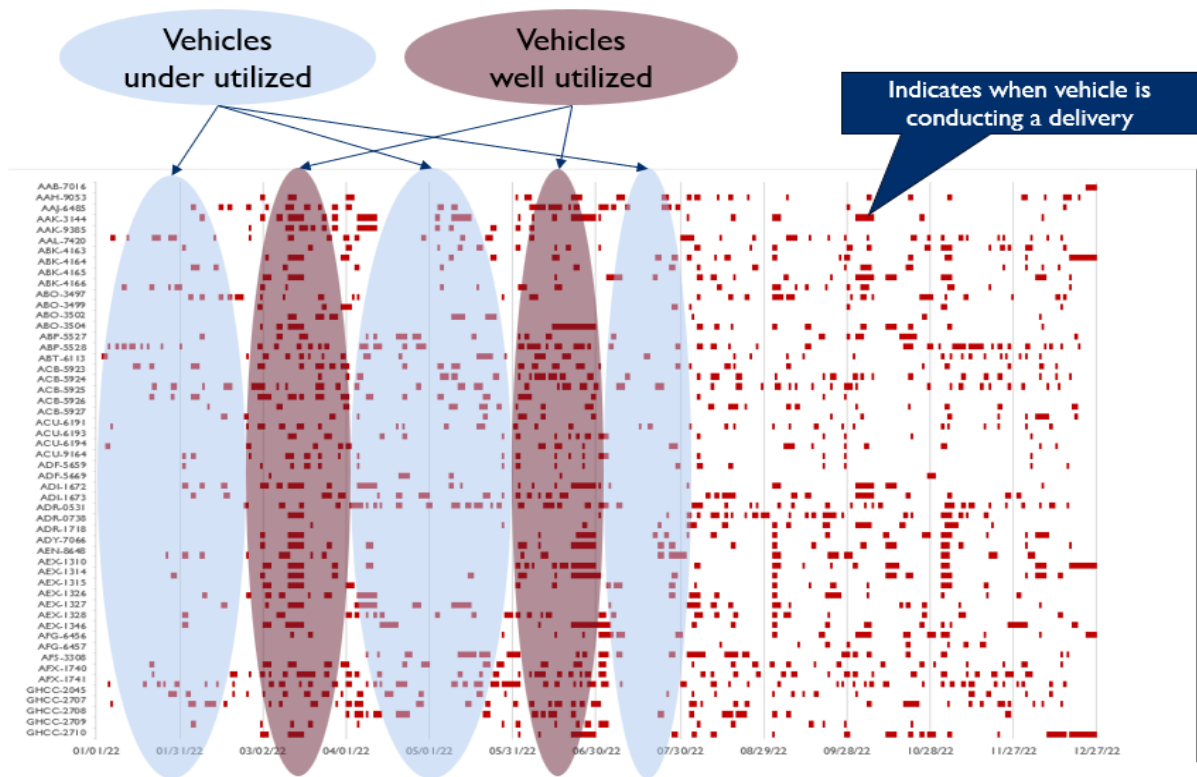 Vehicles
under utilized
Vehicles
well utilized
Indicates when vehicle is
conducting a delivery
AAB-7016
AAH-9053
AAJ-6485
AAK-3144
AAK-9385
AAL-7420
ABK-4163
ABK-4164
ABK-4165
ABK-4166
ABO-3497
ABO-3499
ABO-3502
ABO-3504
ABP-5527
ABP-5528
ABT-6113
ACB-5923
ACB-5924
ACB-5925
ACB-5926
ACB-5927
ACU-6191
ACU-6193
ACU-6194
ACU-9164
ADF-5659
ADF-5669
ADI-1672
ADI-1673
ADR-0531
ADR-0738
ADR-1718
ADY-7066
AEN-8648
AEX-1310
AEX-1314
AEX-1315
AEX-1326
AEX-1327
AEX-1328
AEX-1346
AFG-6456
AFG-6457
AFS-3308
AFX-1740
AFX-1741
GHCC-2045
GHCC-2707
GHCC-2708
GHCC-2709
GHCC-2710
01/01/22 01/31/22 03/02/22 04/01/22 05/01/22 05/31/22 06/30/22 07/30/22 08/29/22 09/28/22 10/28/22 11/27/22 12/27/22